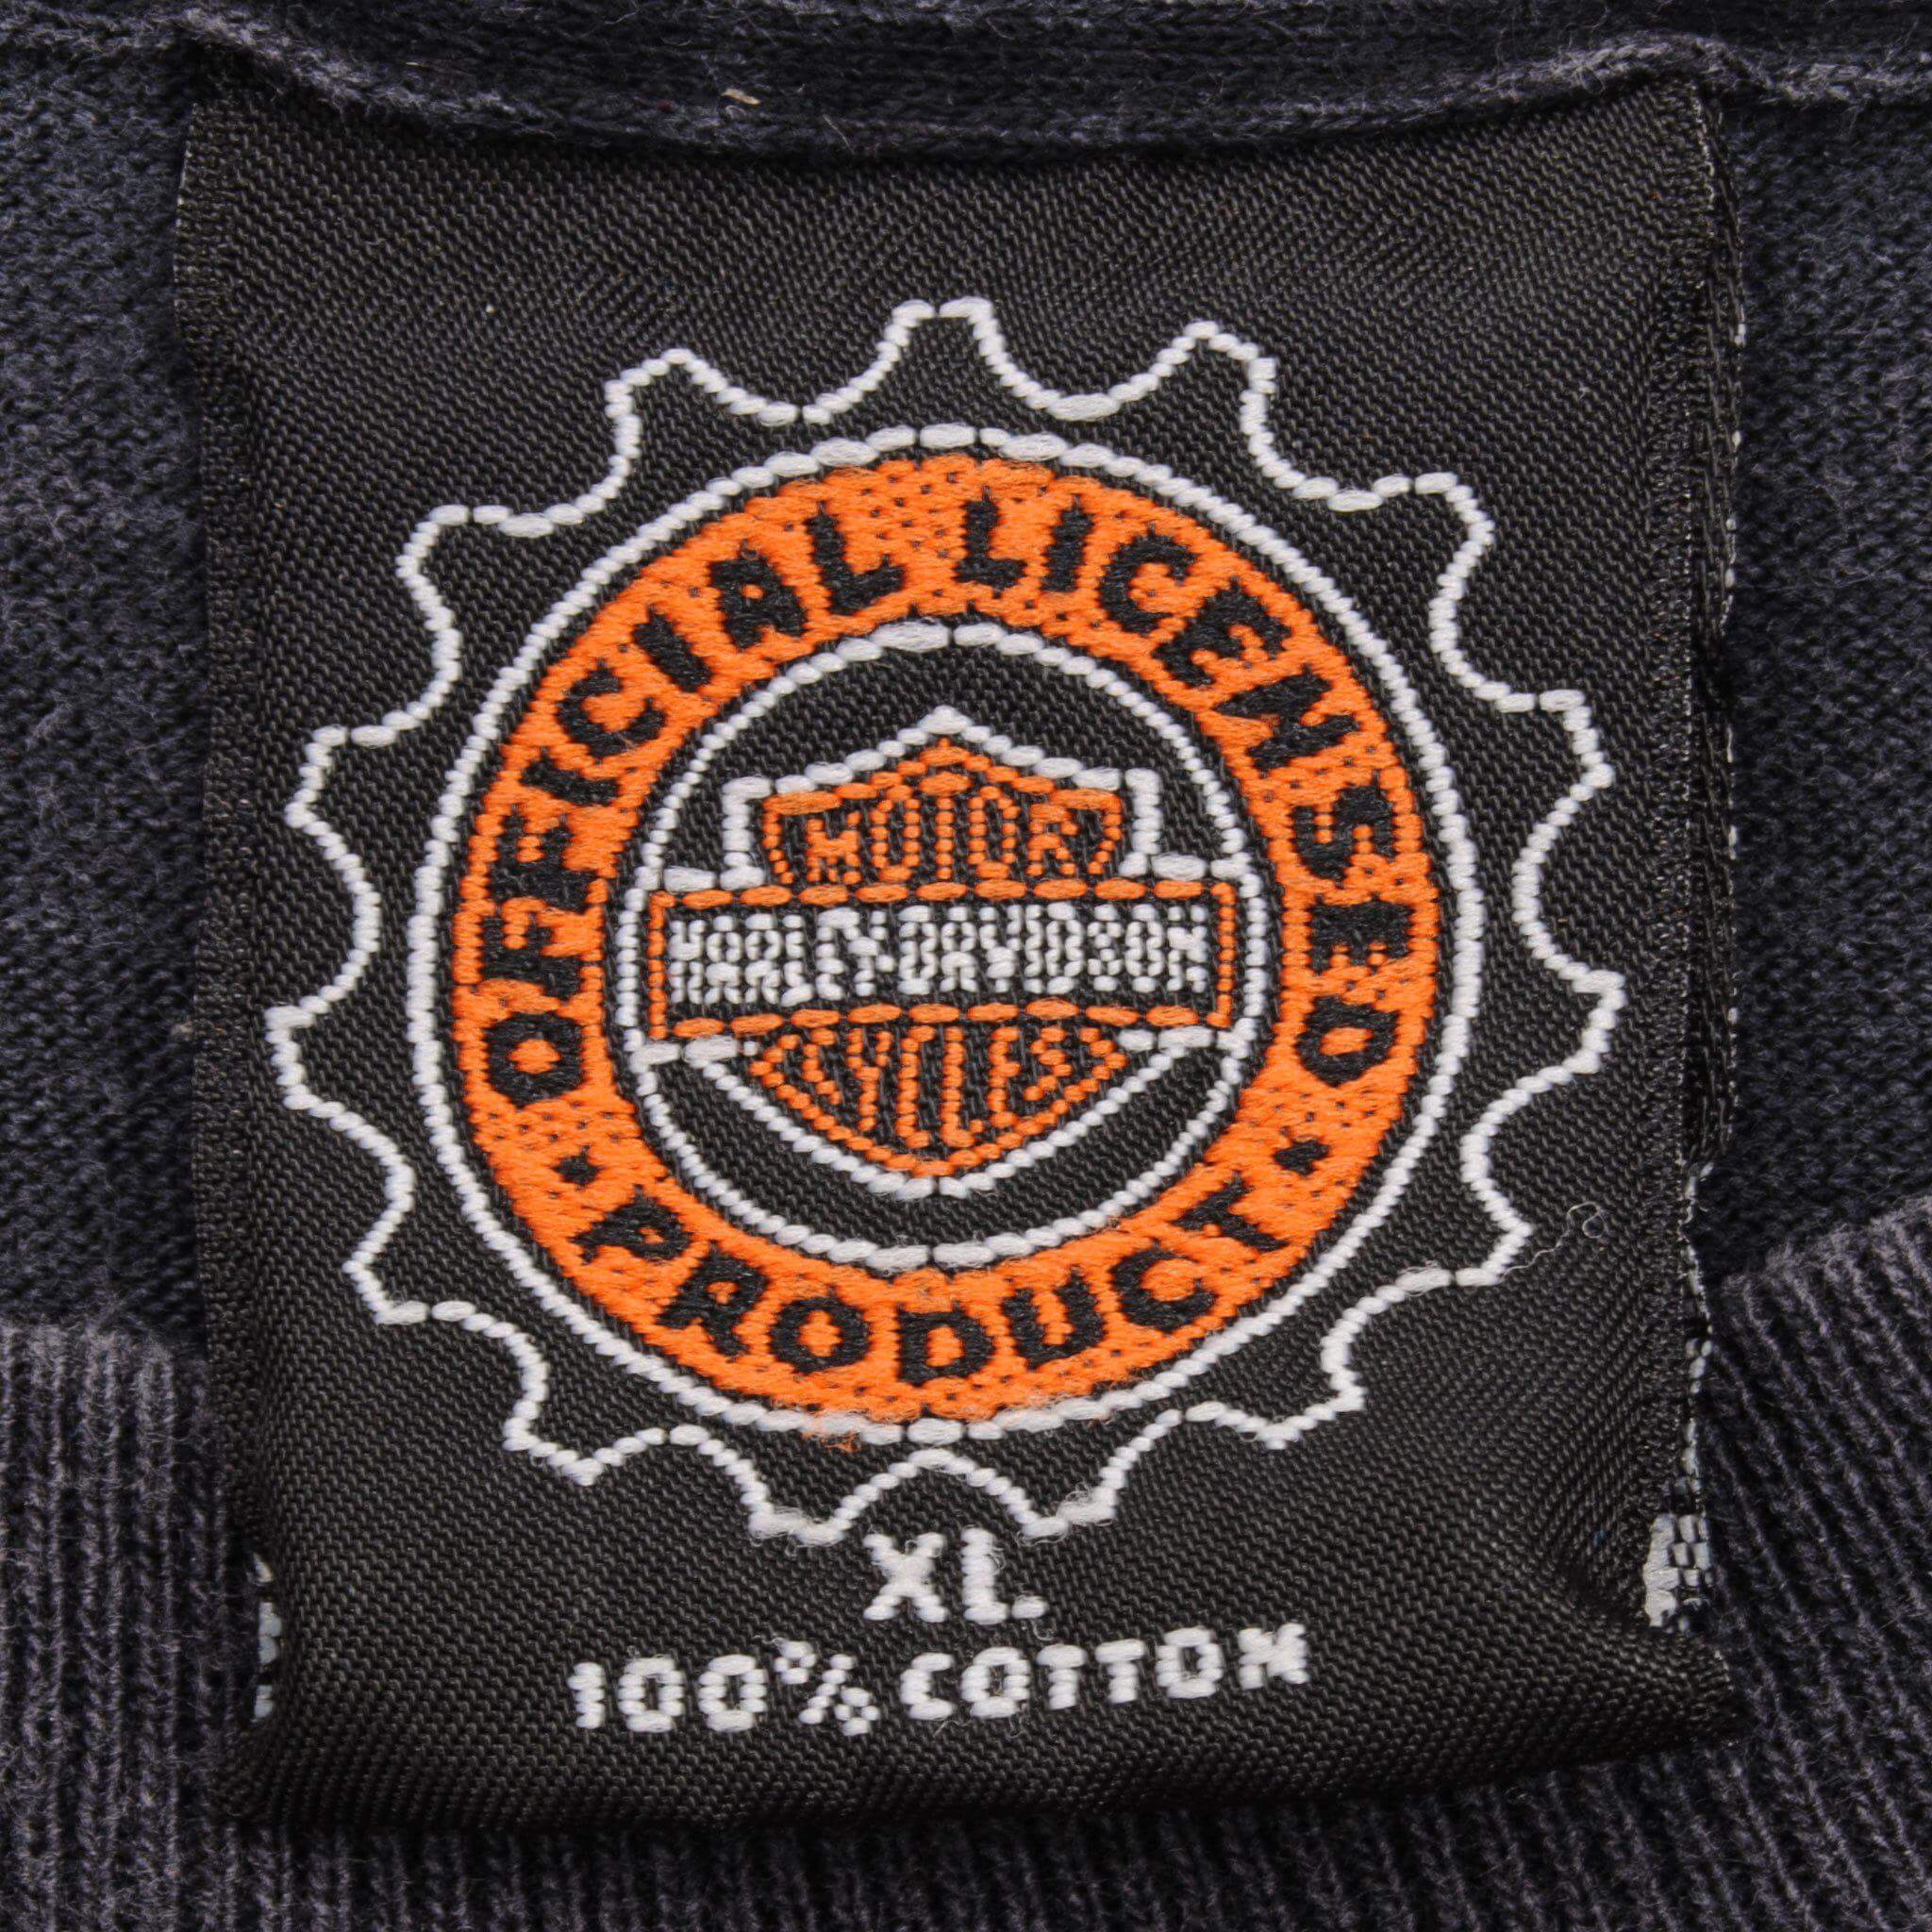 OFFICIAL LICENSED
MOTOR
HARLEY-DAVIDSON
CYCLES
• PRODUCT •
XL
100% COTTON